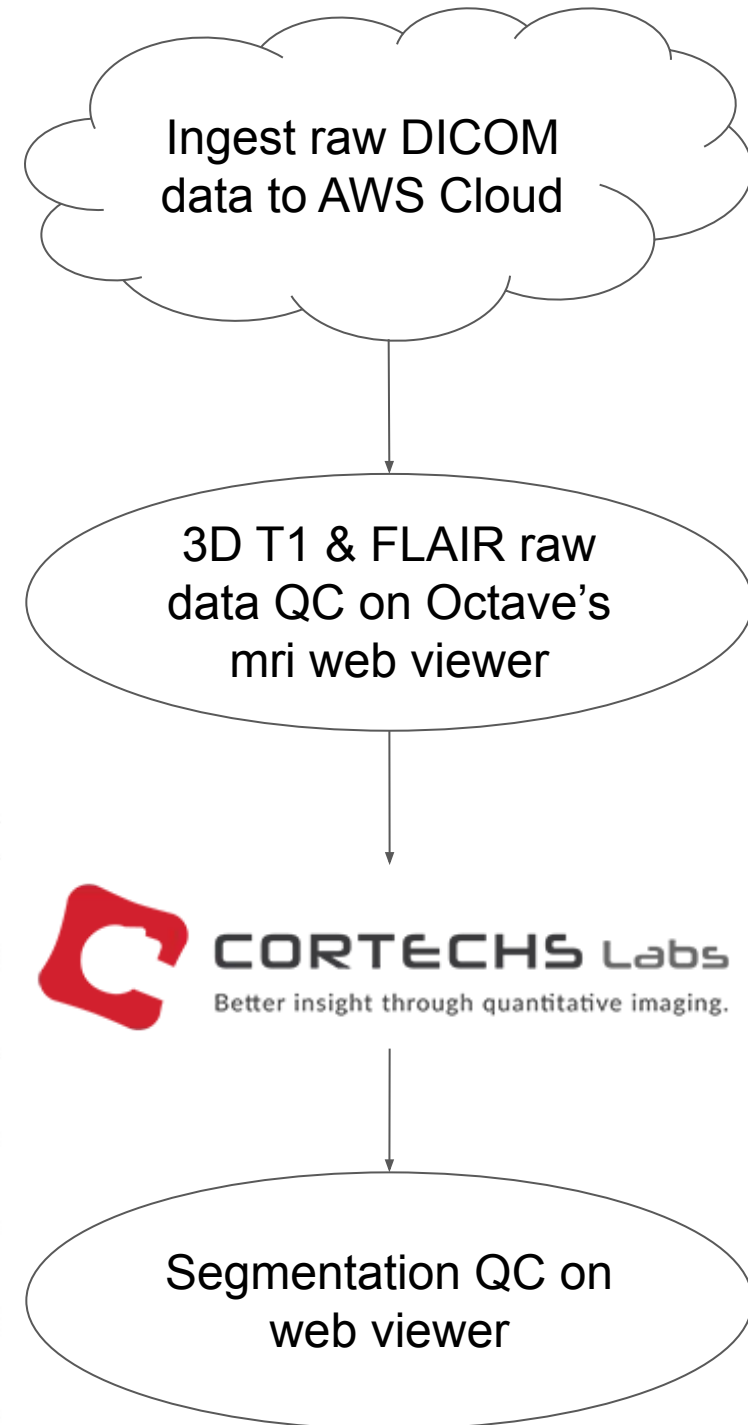 Ingest raw DICOM
data to AWS Cloud
3D T1 & FLAIR raw
data QC on Octave’s
mri web viewer
CORTECHS Labs
Better insight through quantitative imaging.
Segmentation QC on
web viewer